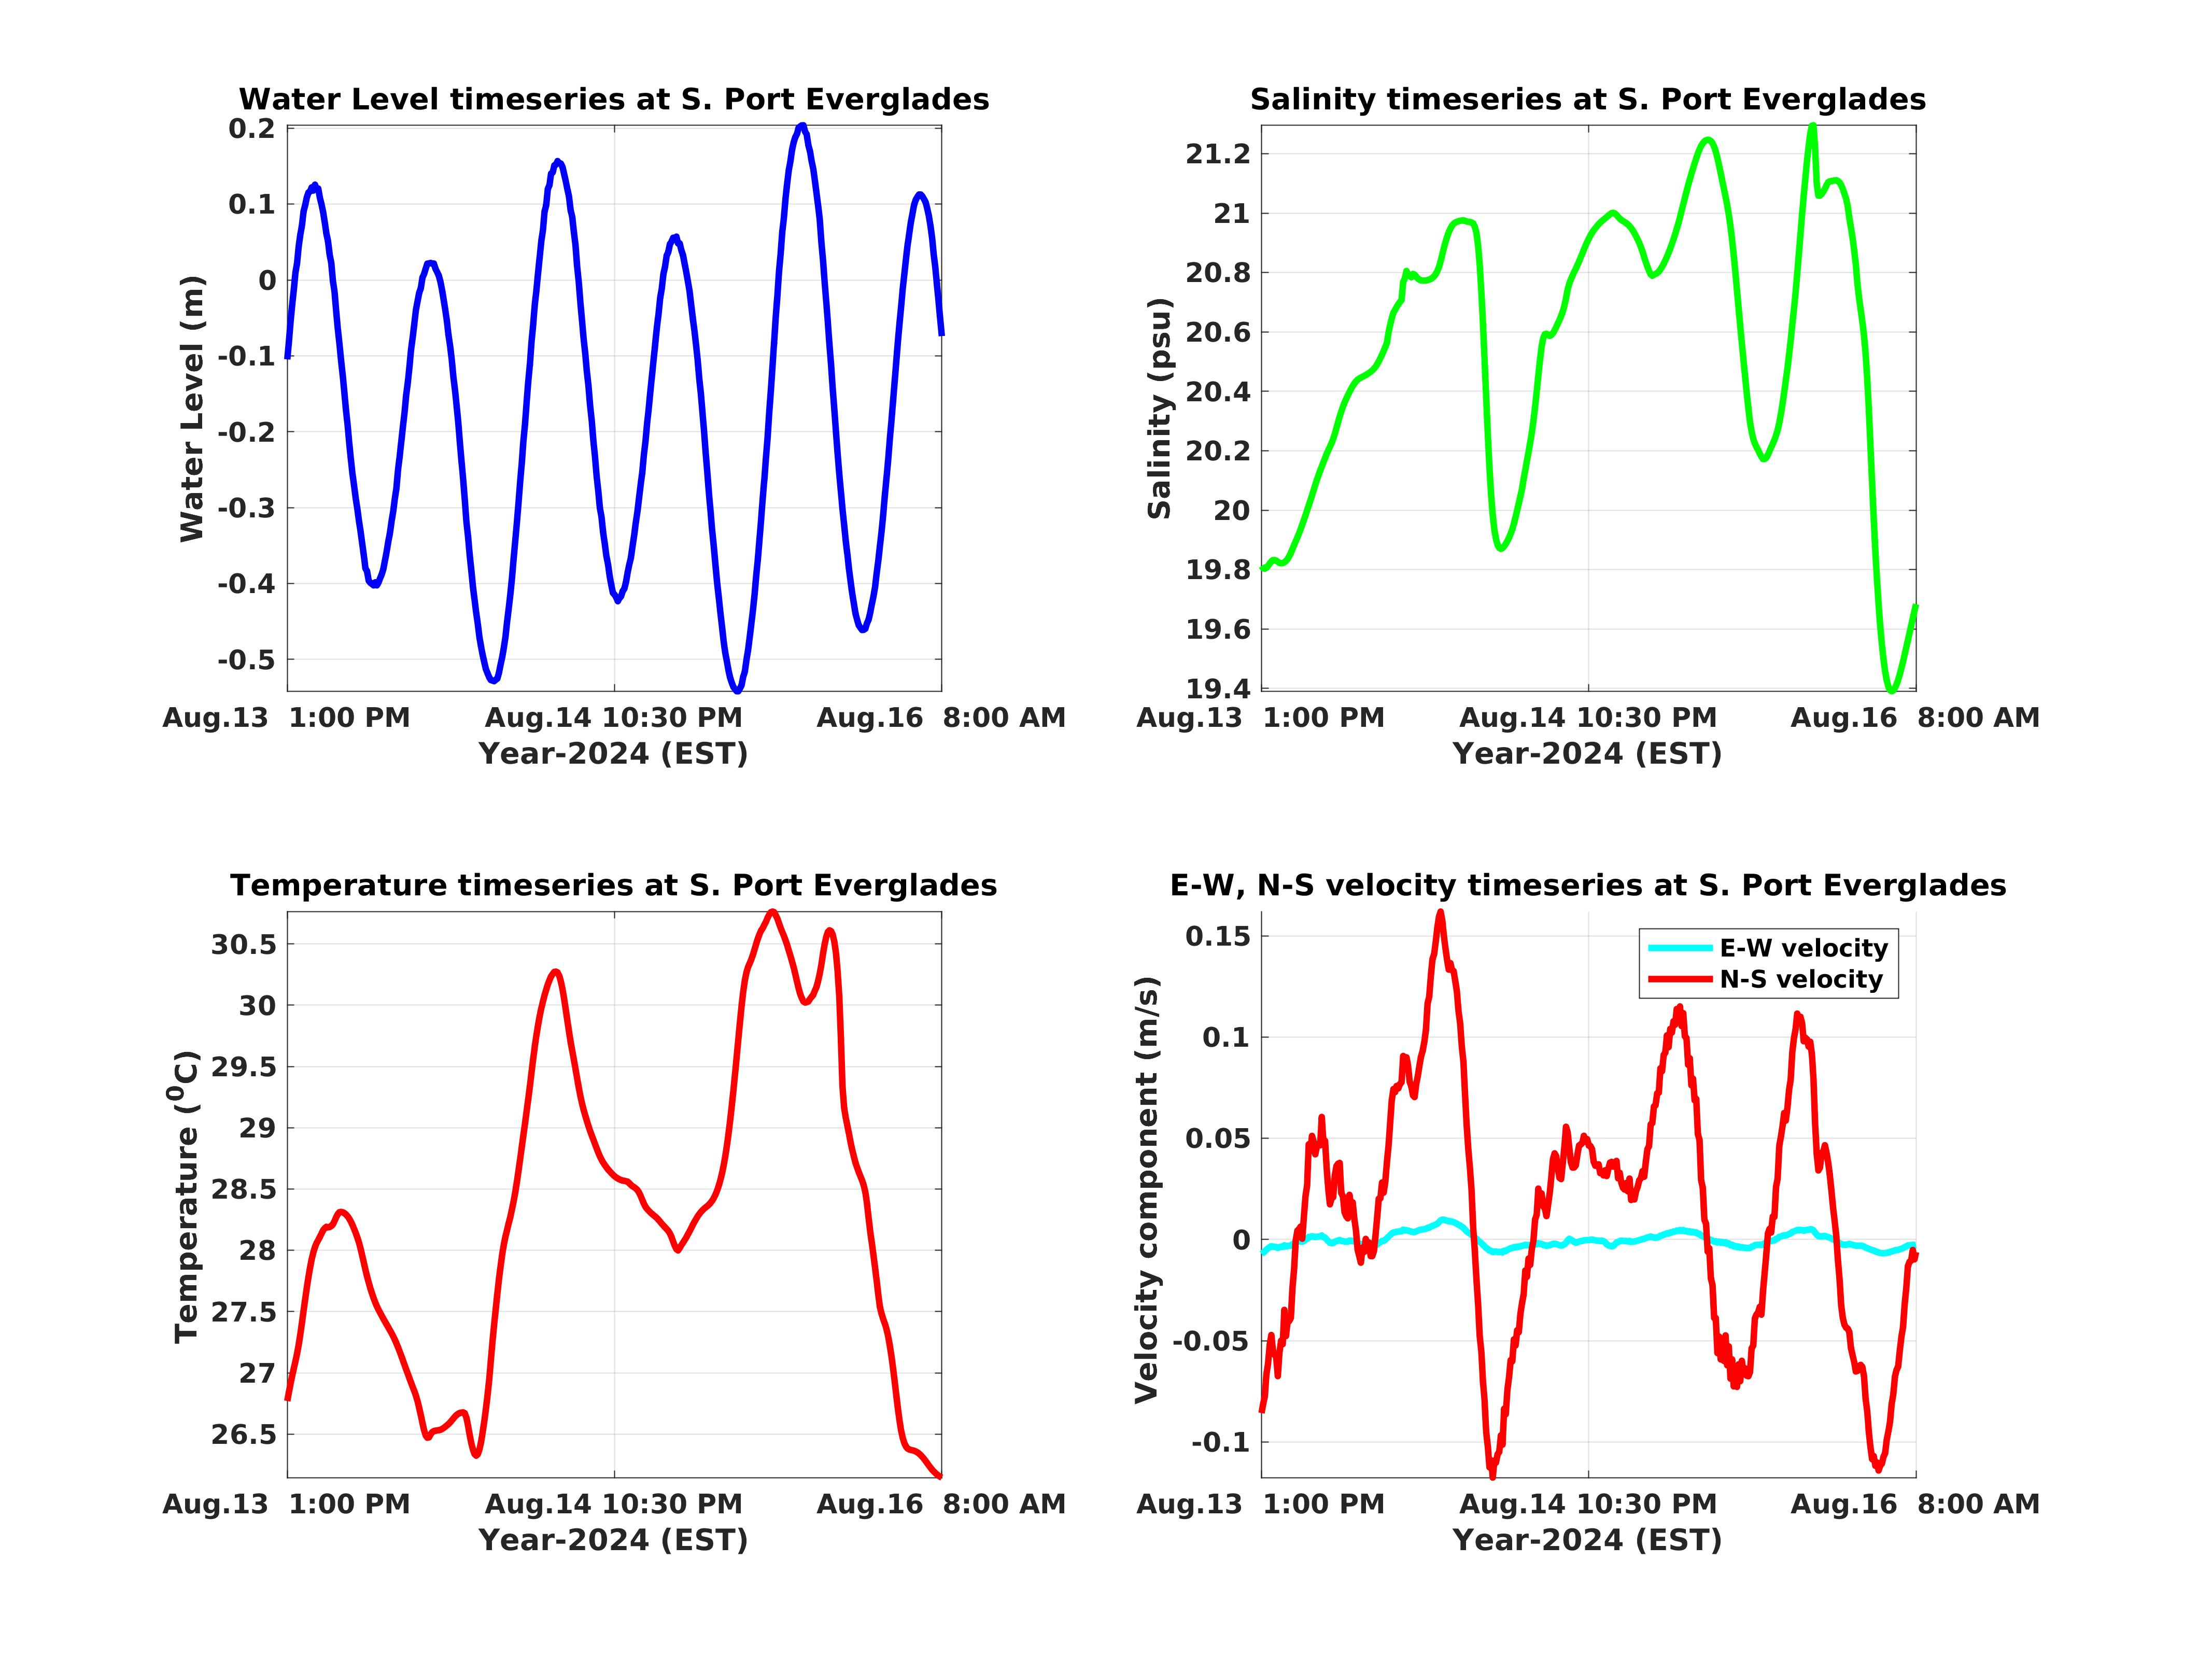 Water Level timeseries at S. Port Everglades
0.2
0.1
0
-0.1
-0.2
-0.3
-0.4
-0.5
Water Level (m)
Aug.13 1:00 PM
Aug.14 10:30 PM
Aug.16 8:00 AM
Year-2024 (EST)
Salinity timeseries at S. Port Everglades
21.2
21
20.8
20.6
20.4
20.2
20
19.8
19.6
19.4
Salinity (psu)
Aug.13 1:00 PM
Aug.14 10:30 PM
Aug.16 8:00 AM
Year-2024 (EST)
Temperature timeseries at S. Port Everglades
30.5
30
29.5
29
28.5
28
27.5
27
26.5
Temperature (⁰C)
Aug.13 1:00 PM
Aug.14 10:30 PM
Aug.16 8:00 AM
Year-2024 (EST)
E-W, N-S velocity timeseries at S. Port Everglades
0.15
0.1
0.05
0
-0.05
-0.1
Velocity component (m/s)
E-W velocity
N-S velocity
Aug.13 1:00 PM
Aug.14 10:30 PM
Aug.16 8:00 AM
Year-2024 (EST)